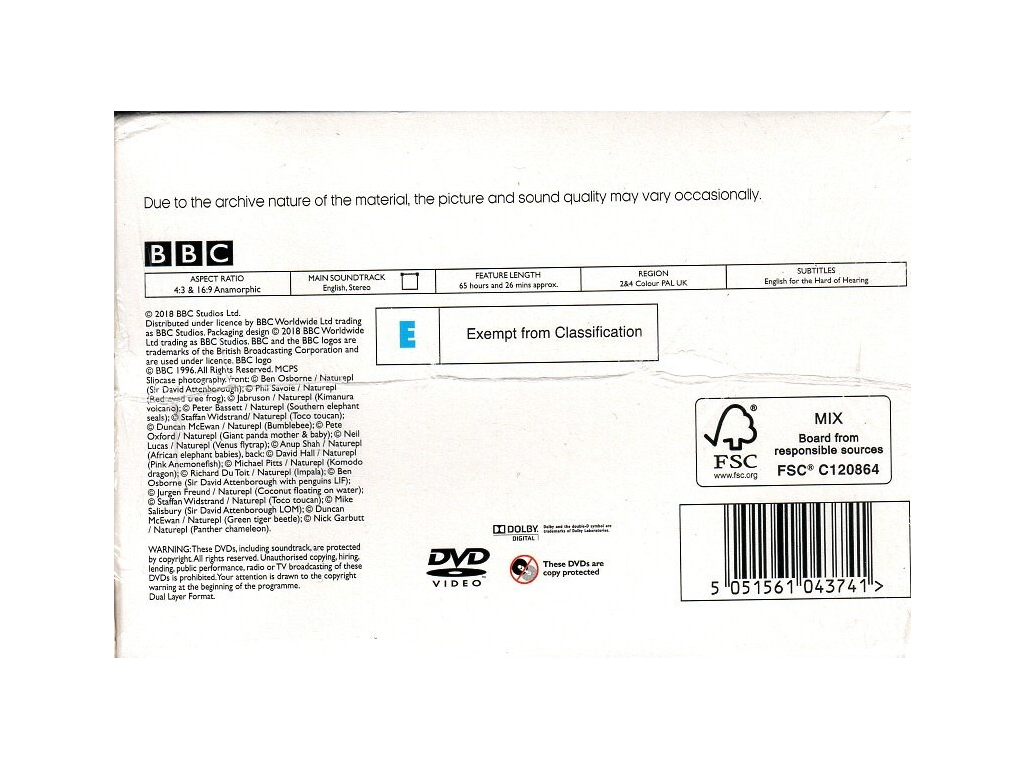 Due to the archive nature of the material, the picture and sound quality may vary occasionally.
BBC
ASPECT RATIO
4:3 & 16:9 Anamorphic
MAIN SOUNDTRACK
English, Stereo
FEATURE LENGTH
65 hours and 26 mins approx.
REGION
2&4 Colour PAL UK
SUBTITLES
English for the Hard of Hearing
© 2018 BBC Studios Ltd.
Distributed under licence by BBC Worldwide Ltd trading
as BBC Studios. Packaging design © 2018 BBC Worldwide
Ltd trading as BBC Studios. BBC and the BBC logos are
trademarks of the British Broadcasting Corporation and
are used under licence. BBC logo
© BBC 1996. All Rights Reserved. MCPS
Slipcase photography. front: © Ben Osborne / Naturepl
(Sir David Attenborough); © Phil Savoie / Naturepl
(Red eyed tree frog); © Jabruson / Naturepl (Kimanura
volcano); © Peter Bassett / Naturepl (Southern elephant
seals); © Staffan Widstrand/ Naturepl (Toco toucan);
© Duncan McEwan / Naturepl (Bumblebee); © Pete
Oxford / Naturepl (Giant panda mother & baby); © Neil
Lucas / Naturepl (Venus flytrap); © Anup Shah / Naturepl
(African elephant babies), back: © David Hall / Naturepl
(Pink Anemonefish); © Michael Pitts / Naturepl (Komodo
dragon); © Richard Du Toit / Naturepl (Impala); © Ben
Osborne (Sir David Attenborough with penguins LIF);
© Jurgen Freund / Naturepl (Coconut floating on water);
© Staffan Widstrand / Naturepl (Toco toucan); © Mike
Salisbury (Sir David Attenborough LOM); © Duncan
McEwan / Naturepl (Green tiger beetle); © Nick Garbutt
/ Naturepl (Panther chameleon).
WARNING: These DVDs, including soundtrack, are protected
by copyright. All rights reserved. Unauthorised copying, hiring,
lending, public performance, radio or TV broadcasting of these
DVDs is prohibited. Your attention is drawn to the copyright
warning at the beginning of the programme.
Dual Layer Format.
E
Exempt from Classification
DOLBY
DIGITAL
Dolby and the double-D symbol are
trademarks of Dolby Laboratories.
DVD
VIDEO
These DVDs are
copy protected
FSC®
www.fsc.org
MIX
Board from
responsible sources
FSC® C120864
5 051561 043741 >